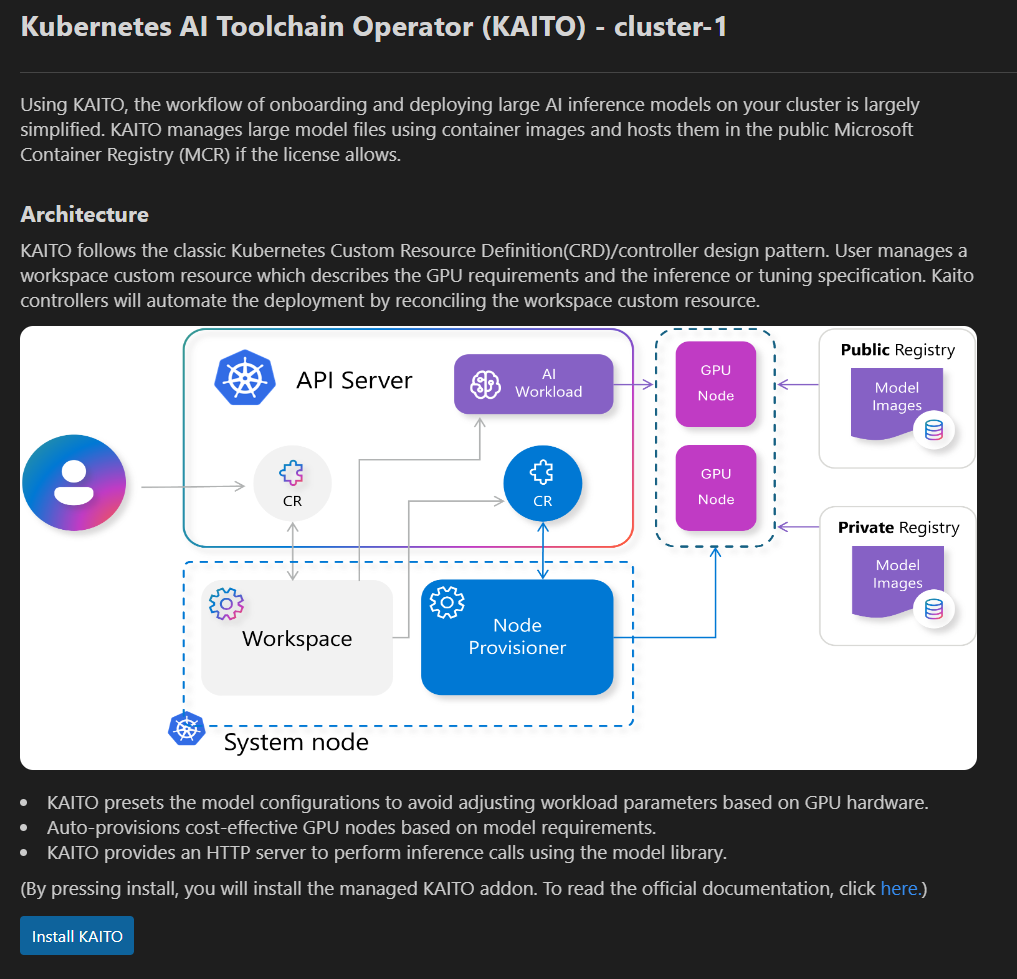 Kubernetes AI Toolchain Operator (KAITO) - cluster-1
Using KAITO, the workflow of onboarding and deploying large AI inference models on your cluster is largely
simplified. KAITO manages large model files using container images and hosts them in the public Microsoft
Container Registry (MCR) if the license allows.
Architecture
KAITO follows the classic Kubernetes Custom Resource Definition(CRD)/controller design pattern. User manages a
workspace custom resource which describes the GPU requirements and the inference or tuning specification. Kaito
controllers will automate the deployment by reconciling the workspace custom resource.
API Server
AI
Workload
CR
CR
GPU
Node
GPU
Node
Public Registry
Model
Images
Private Registry
Model
Images
Workspace
Node
Provisioner
System node
• KAITO presets the model configurations to avoid adjusting workload parameters based on GPU hardware.
• Auto-provisions cost-effective GPU nodes based on model requirements.
• KAITO provides an HTTP server to perform inference calls using the model library.
(By pressing install, you will install the managed KAITO addon. To read the official documentation, click here.)
Install KAITO